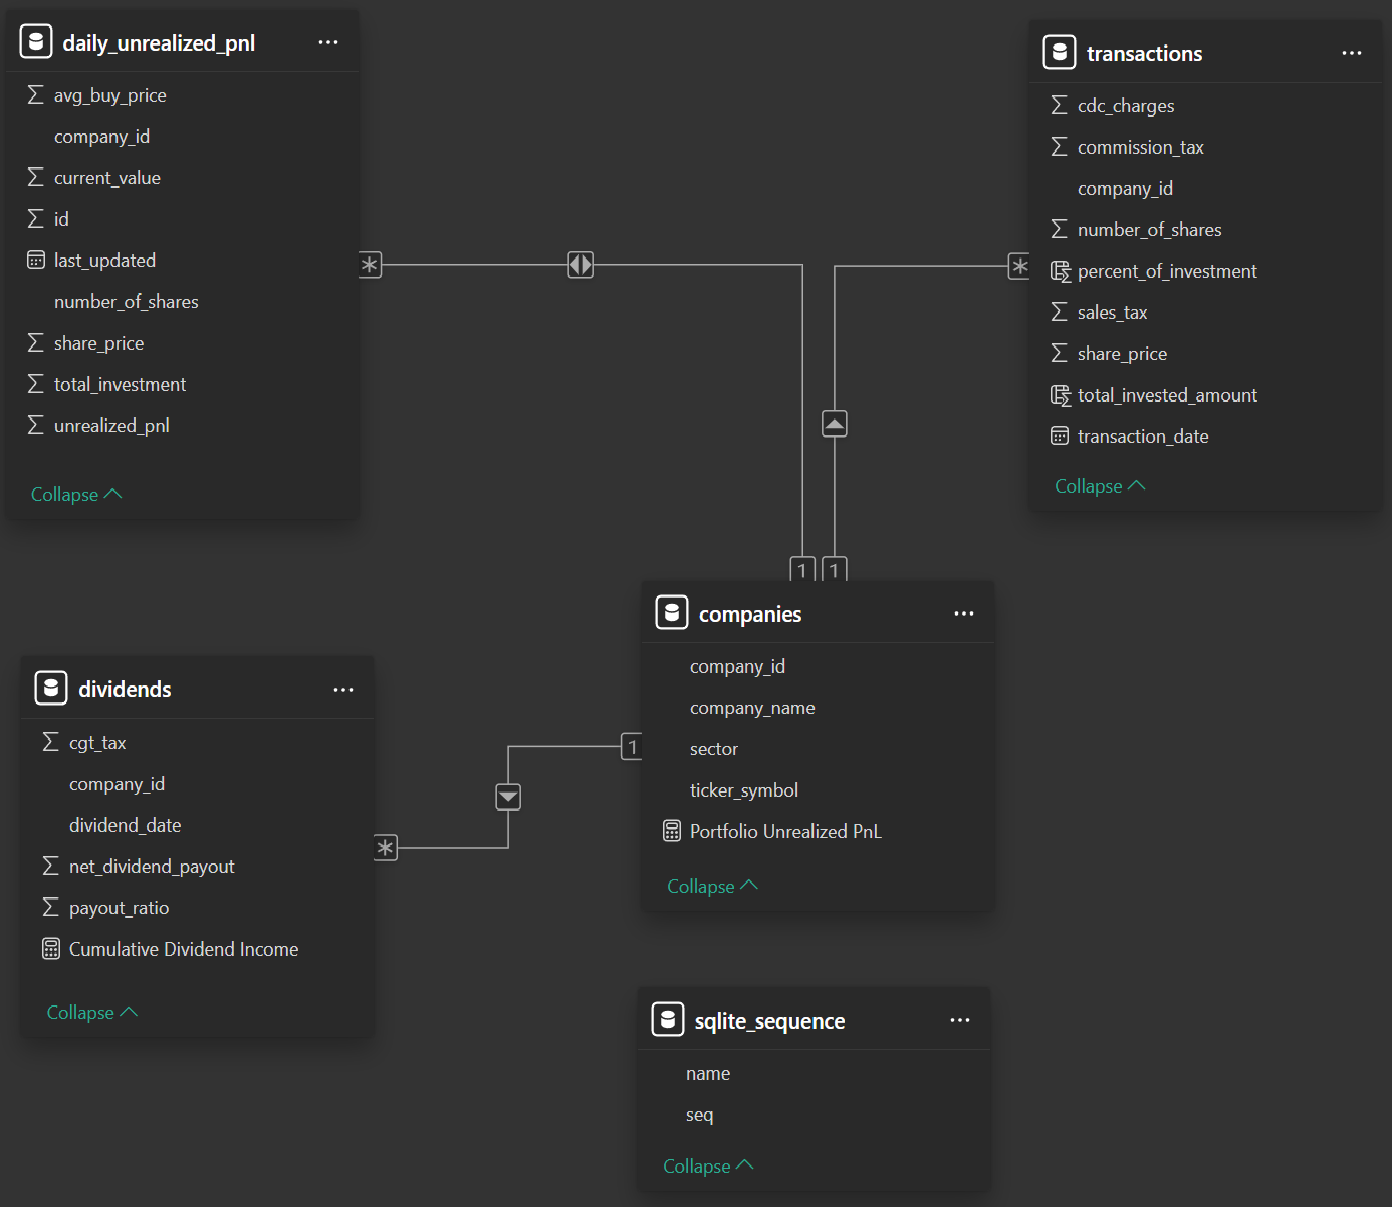 daily_unrealized_pnl
avg_buy_price
company_id
current_value
id
last_updated
number_of_shares
share_price
total_investment
unrealized_pnl
Collapse
transactions
cdc_charges
commission_tax
company_id
number_of_shares
percent_of_investment
sales_tax
share_price
total_invested_amount
transaction_date
Collapse
*
*
1
1
companies
company_id
company_name
sector
ticker_symbol
Portfolio Unrealized PnL
Collapse
1
*
dividends
cgt_tax
company_id
dividend_date
net_dividend_payout
payout_ratio
Cumulative Dividend Income
Collapse
sqlite_sequence
name
seq
Collapse